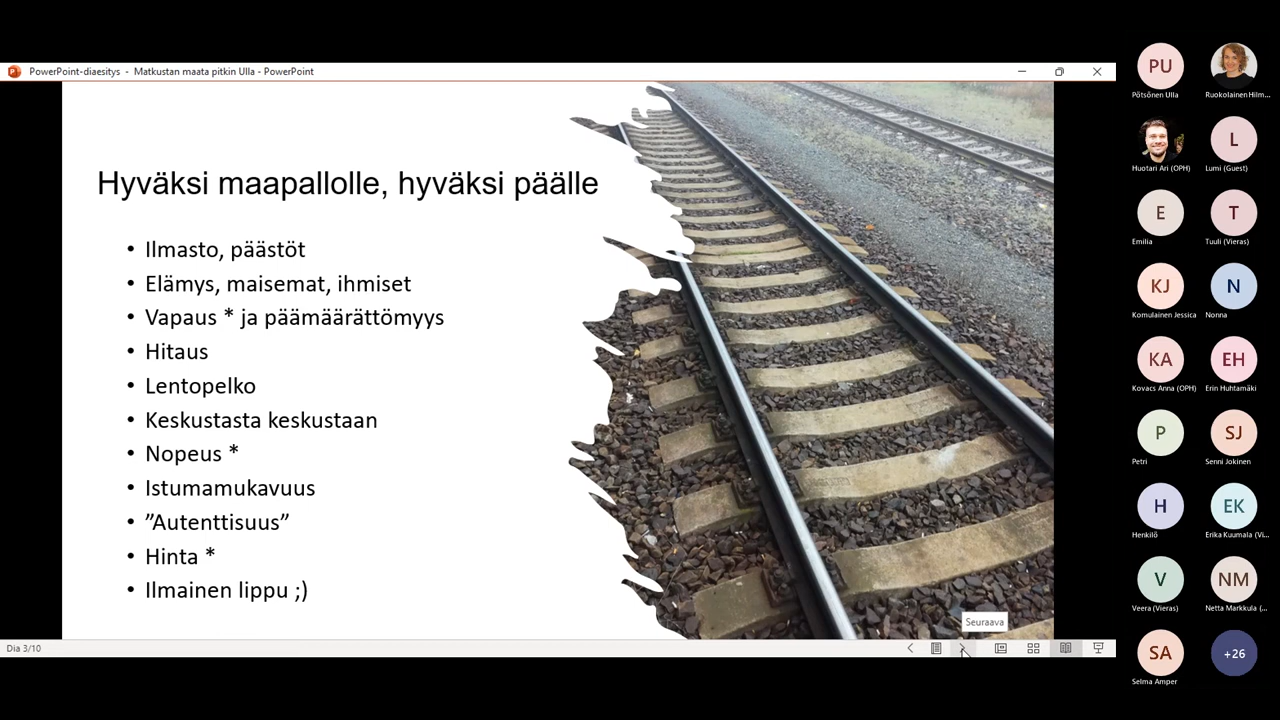 PowerPoint-diaesitys - Matkustan maata pitkin Ulla - PowerPoint
Hyväksi maapallolle, hyväksi päälle
• Ilmasto, päästöt
• Elämys, maisemat, ihmiset
• Vapaus * ja päämäärättömyys
• Hitaus
• Lentopelko
• Keskustasta keskustaan
• Nopeus *
• Istumamukavuus
• ”Autenttisuus”
• Hinta *
• Ilmainen lippu ;)
Seuraava
Dia 3/10
PU
Pötsönen Ulla
Ruokolainen Hilm...
Huotari Ari (OPH)
L
Lumi (Guest)
E
Emilia
T
Tuuli (Vieras)
KJ
Komulainen Jessica
N
Nonna
KA
Kovacs Anna (OPH)
EH
Erin Huhtamäki
P
Petri
SJ
Senni Jokinen
H
Henkilö
EK
Erika Kuumala (Vi...
V
Veera (Vieras)
NM
Netta Markkula (...
SA
Selma Amper
+26